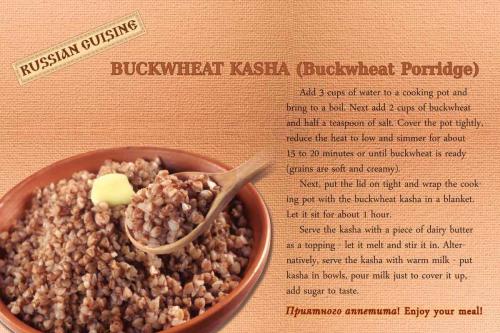 RUSSIAN CUISINE
BUCKWHEAT KASHA (Buckwheat Porridge)
Add 3 cups of water to a cooking pot and
bring to a boil. Next add 2 cups of buckwheat
and half a teaspoon of salt. Cover the pot tightly,
reduce the heat to low and simmer for about
15 to 20 minutes or until buckwheat is ready
(grains are soft and creamy).
Next, put the lid on tight and wrap the cook-
ing pot with the buckwheat kasha in a blanket.
Let it sit for about 1 hour.
Serve the kasha with a piece of dairy butter
as a topping - let it melt and stir it in. Alter-
natively, serve the kasha with warm milk - put
kasha in bowls, pour milk just to cover it up,
add sugar to taste.
Приятного аппетита! Enjoy your meal!